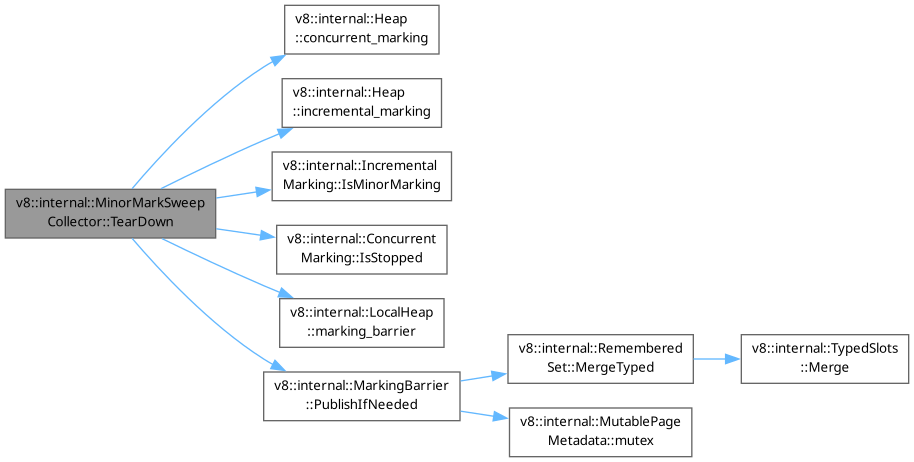 v8::internal::Heap
::concurrent_marking
v8::internal::Heap
::incremental_marking
v8::internal::Incremental
Marking::IsMinorMarking
v8::internal::MinorMarkSweep
Collector::TearDown
v8::internal::Concurrent
Marking::IsStopped
v8::internal::LocalHeap
::marking_barrier
v8::internal::MarkingBarrier
::PublishIfNeeded
v8::internal::Remembered
Set::MergeTyped
v8::internal::TypedSlots
::Merge
v8::internal::MutablePage
Metadata::mutex